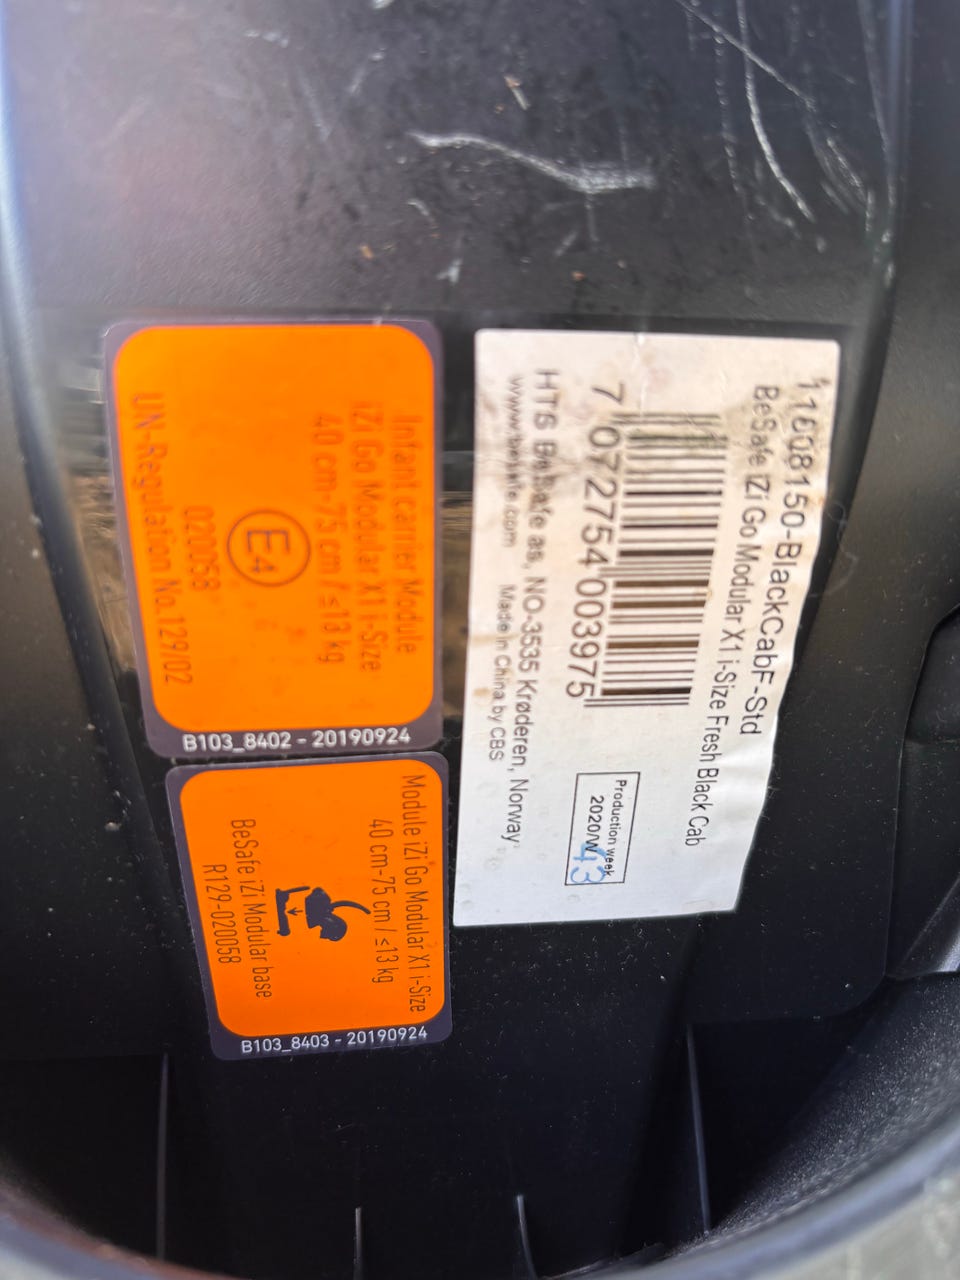 11008150-BlackCabF-Std
BeSafe iZi Go Modular X1 i-Size Fresh Black Cab
7 072754 003975
Production week
2020/W 43
HTS BeSafe as, NO-3535 Krøderen, Norway
www.besafe.com Made in China by CBS
Infant carrier Module
iZi Go Modular X1 i-Size
40 cm-75 cm / ≤13 kg
E4
020058
UN-Regulation No.129/02
B103_8402 - 20190924
Module iZi Go Modular X1 i-Size
40 cm-75 cm / ≤13 kg
BeSafe iZi Modular base
R129-020058
B103_8403 - 20190924